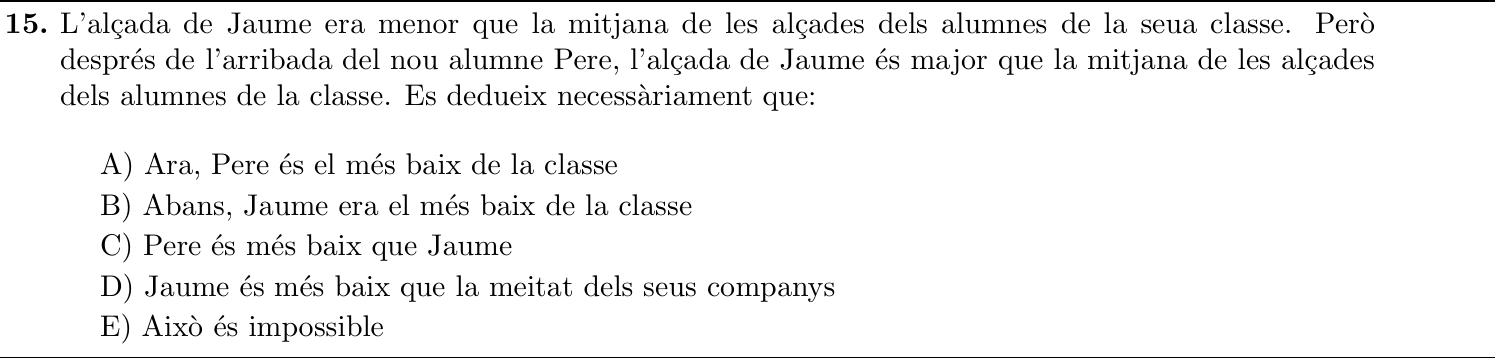 15. L'alçada de Jaume era menor que la mitjana de les alçades dels alumnes de la seua classe. Però
després de l'arribada del nou alumne Pere, l'alçada de Jaume és major que la mitjana de les alçades
dels alumnes de la classe. Es dedueix necessàriament que:
A) Ara, Pere és el més baix de la classe
B) Abans, Jaume era el més baix de la classe
C) Pere és més baix que Jaume
D) Jaume és més baix que la meitat dels seus companys
E) Això és impossible